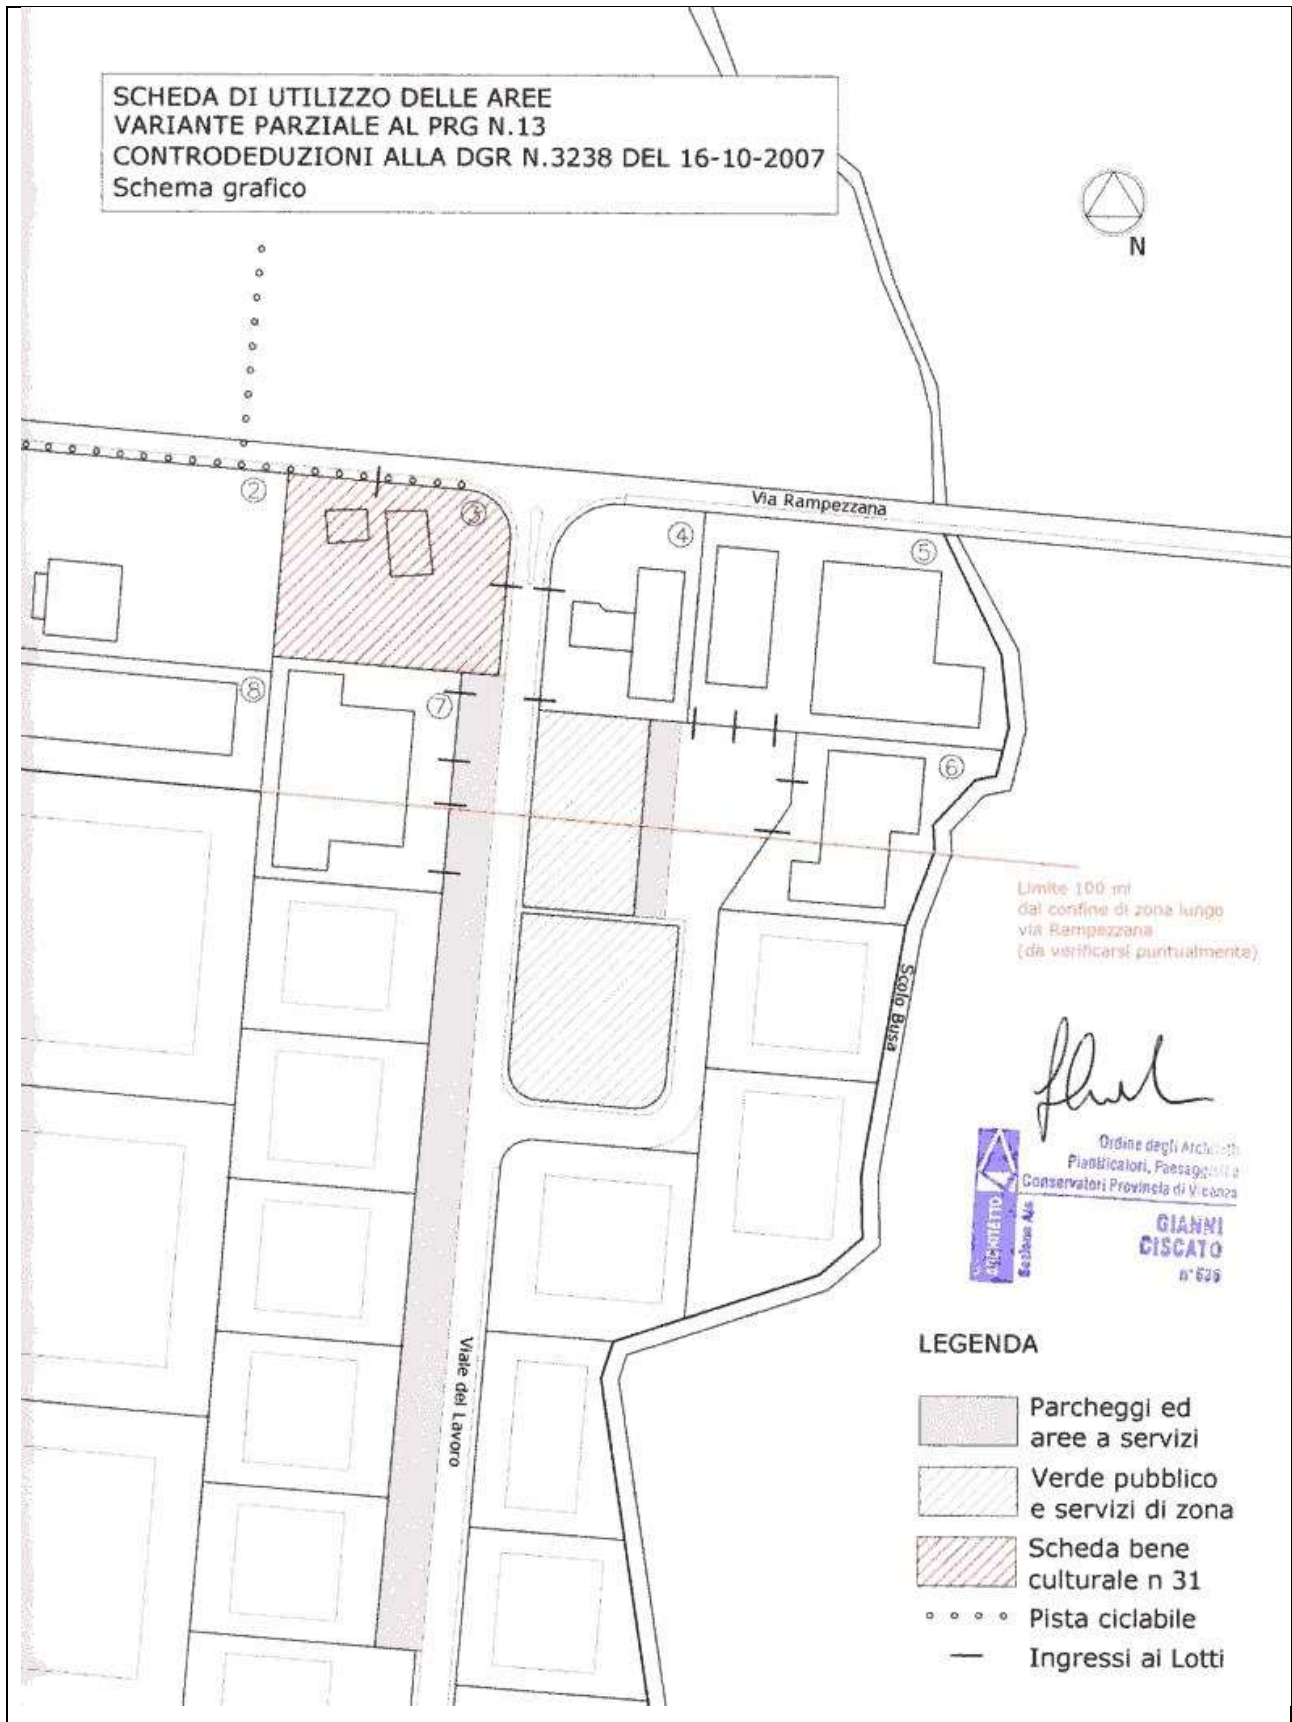 SCHEDA DI UTILIZZO DELLE AREE
VARIANTE PARZIALE AL PRG N.13
CONTRODEDUZIONI ALLA DGR N.3238 DEL 16-10-2007
Schema grafico
N
Via Rampezzana
2
3
4
5
8
7
6
Limite 100 ml
dal confine di zona lungo
via Rampezzana
(da verificarsi puntualmente)
Scolo Busa
Viale del Lavoro
Ordine degli
Pianificatori, Paesaggisti e
Conservatori Provincia di Vicenza
ARCHITETTO
Sezione A/a
GIANNI
CISCATO
n° 626
LEGENDA
Parcheggi ed
aree a servizi
Verde pubblico
e servizi di zona
Scheda bene
culturale n 31
Pista ciclabile
Ingressi ai Lotti